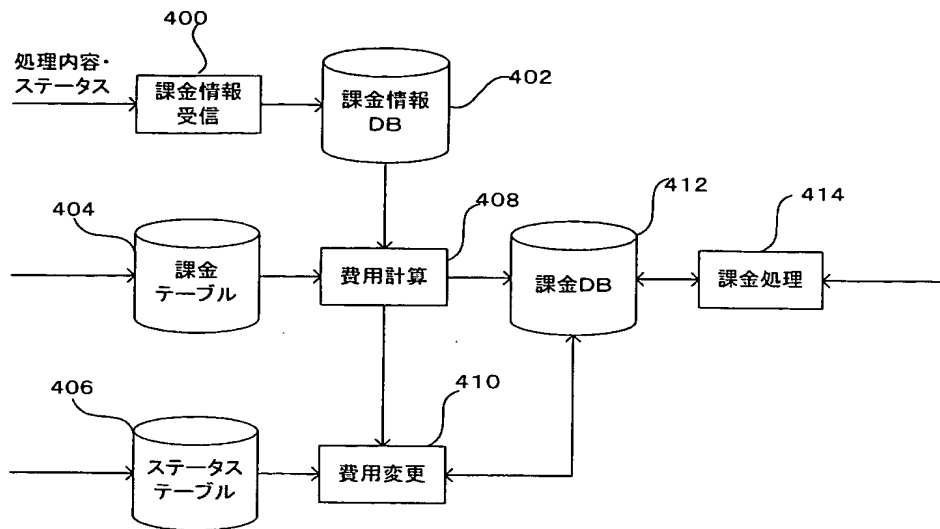 400
処理内容・
ステータス
課金情報
受信
課金情報
DB
402
404
課金
テーブル
408
費用計算
412
課金DB
414
課金処理
406
ステータス
テーブル
410
費用変更